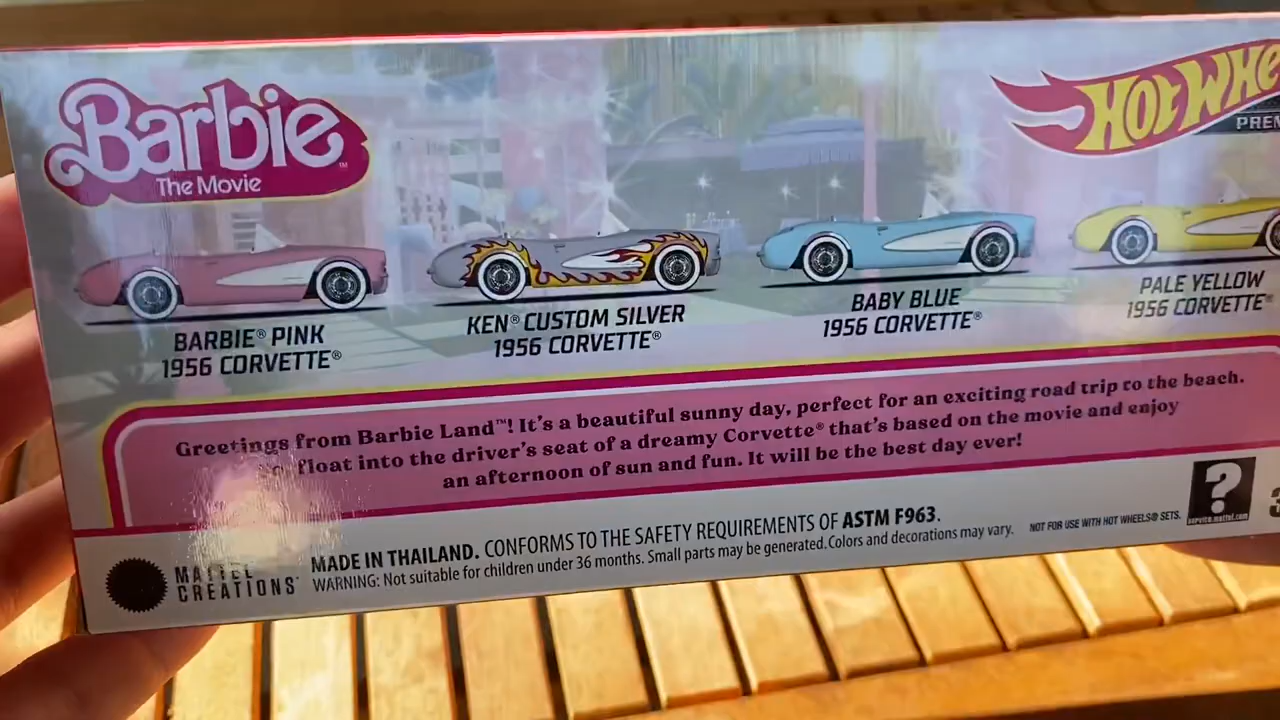 Barbie™
The Movie
HOT WHE
PREM
BARBIE® PINK
1956 CORVETTE®
KEN® CUSTOM SILVER
1956 CORVETTE®
BABY BLUE
1956 CORVETTE®
PALE YELLOW
1956 CORVETTE®
Greetings from Barbie Land™! It's a beautiful sunny day, perfect for an exciting road trip to the beach.
float into the driver's seat of a dreamy Corvette® that's based on the movie and enjoy
an afternoon of sun and fun. It will be the best day ever!
MATTEL
CREATIONS
MADE IN THAILAND. CONFORMS TO THE SAFETY REQUIREMENTS OF ASTM F963.
WARNING: Not suitable for children under 36 months. Small parts may be generated. Colors and decorations may vary.
NOT FOR USE WITH HOT WHEELS® SETS.
?
service.mattel.com
3